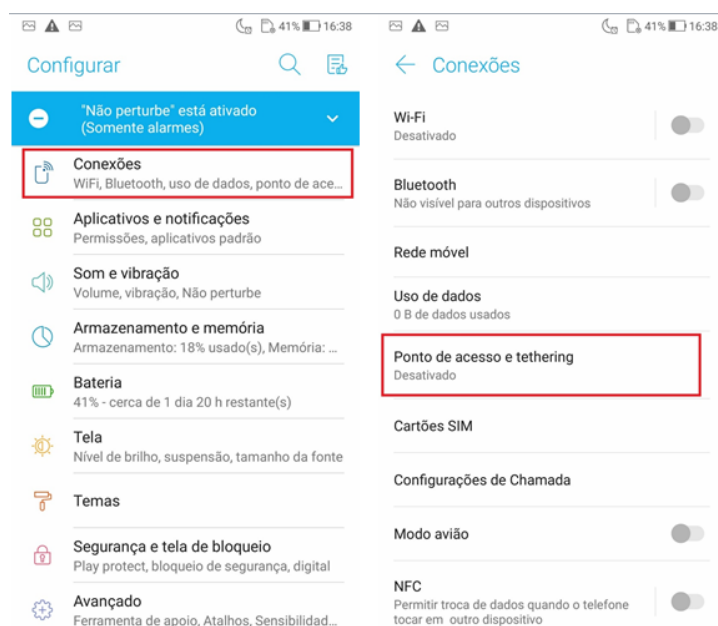 41% 16:38
Configurar
"Não perturbe" está ativado
(Somente alarmes)
Conexões
WiFi, Bluetooth, uso de dados, ponto de ace...
Aplicativos e notificações
Permissões, aplicativos padrão
Som e vibração
Volume, vibração, Não perturbe
Armazenamento e memória
Armazenamento: 18% usado(s), Memória: ...
Bateria
41% - cerca de 1 dia 20 h restante(s)
Tela
Nível de brilho, suspensão, tamanho da fonte
Temas
Segurança e tela de bloqueio
Play protect, bloqueio de segurança, digital
Avançado
Ferramenta de apoio, Atalhos, Sensibilidad...
41% 16:38
Conexões
Wi-Fi
Desativado
Bluetooth
Não visível para outros dispositivos
Rede móvel
Uso de dados
0 B de dados usados
Ponto de acesso e tethering
Desativado
Cartões SIM
Configurações de Chamada
Modo avião
NFC
Permitir troca de dados quando o telefone
tocar em outro dispositivo